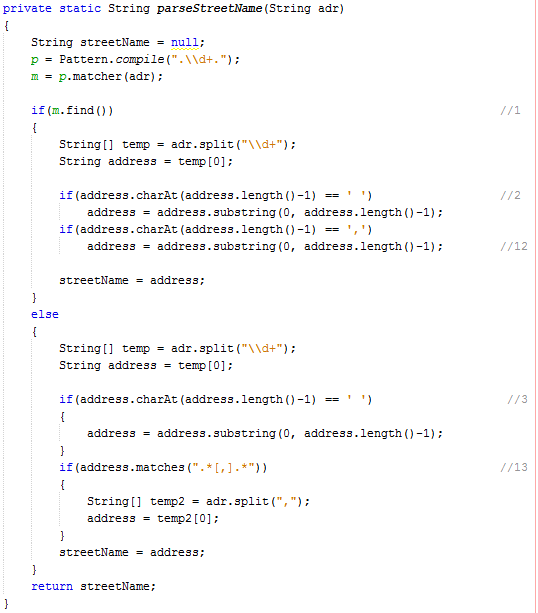 private static String parseStreetName(String adr)
{
    String streetName = null;
    p = Pattern.compile(".\\d+.");
    m = p.matcher(adr);

    if(m.find())                                                       //1
    {
        String[] temp = adr.split("\\d+");
        String address = temp[0];

        if(address.charAt(address.length()-1) == ' ')                  //2
            address = address.substring(0, address.length()-1);
        if(address.charAt(address.length()-1) == ',')
            address = address.substring(0, address.length()-1);        //12

        streetName = address;
    }
    else
    {
        String[] temp = adr.split("\\d+");
        String address = temp[0];

        if(address.charAt(address.length()-1) == ' ')                   //3
        {
            address = address.substring(0, address.length()-1);
        }
        if(address.matches(".*[,].*"))                                 //13
        {
            String[] temp2 = adr.split(",");
            address = temp2[0];
        }
        streetName = address;
    }
    return streetName;
}